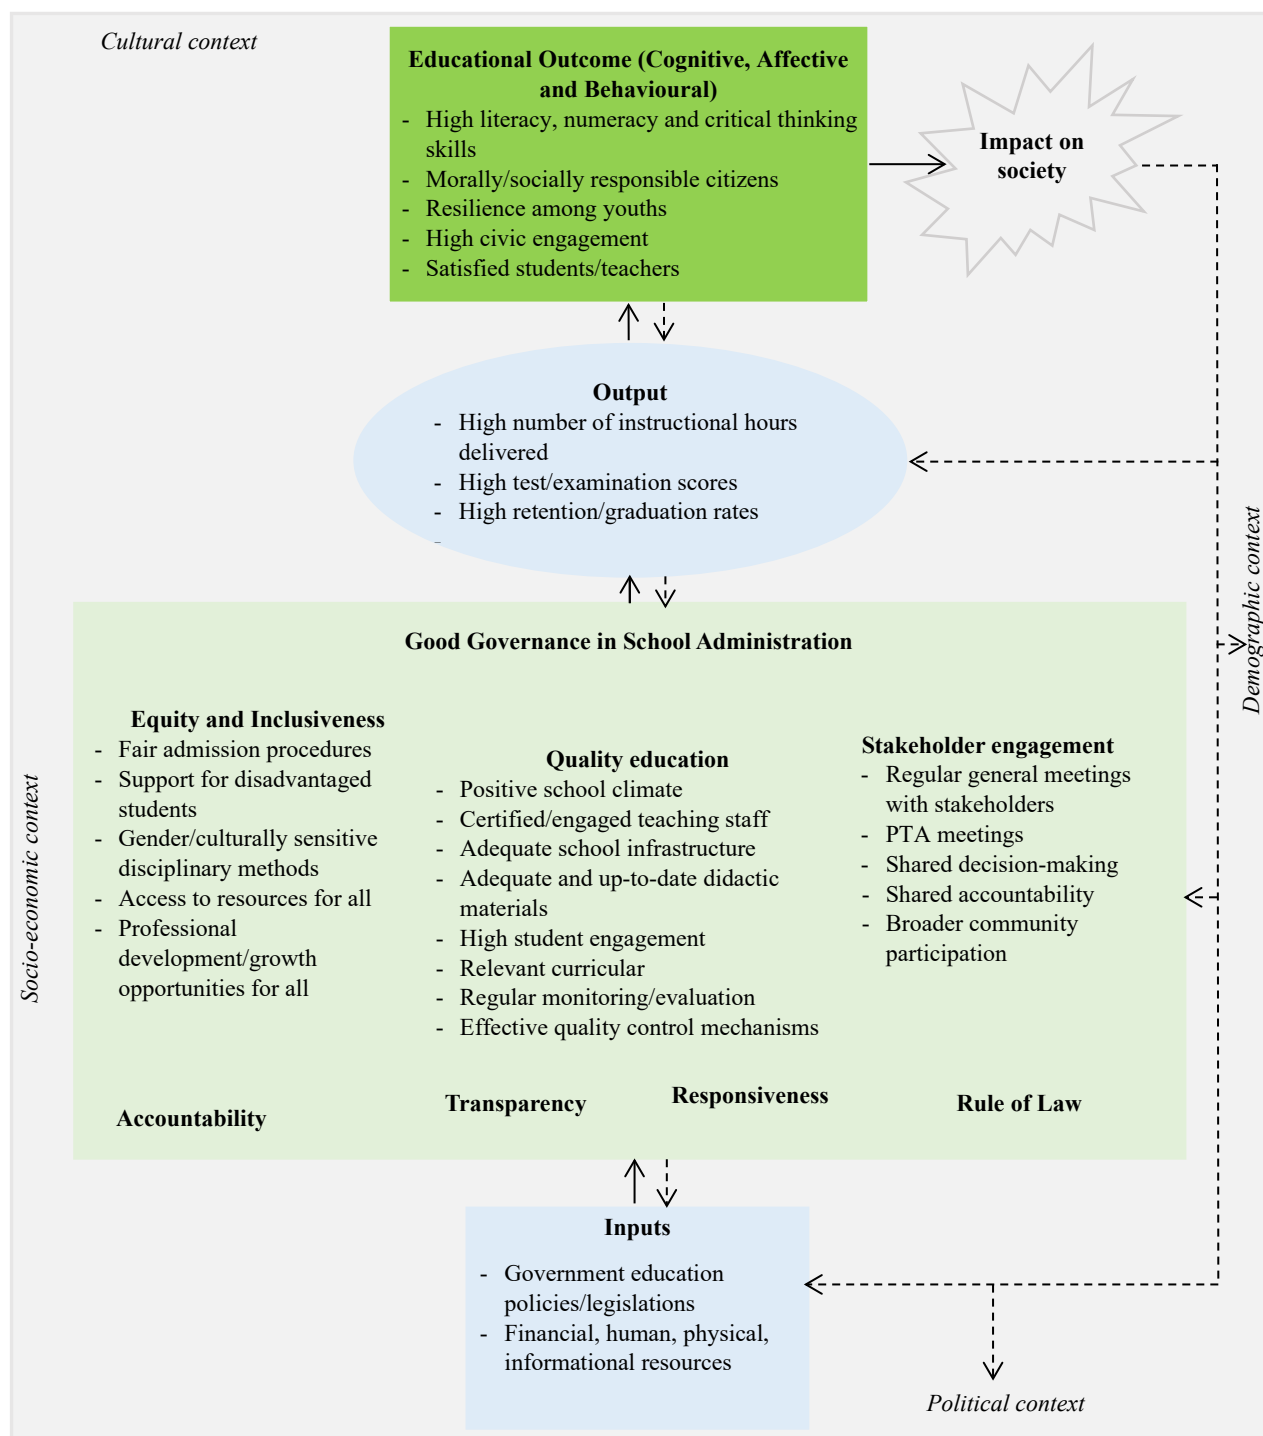 Cultural context
Educational Outcome (Cognitive, Affective
and Behavioural)
- High literacy, numeracy and critical thinking
skills
- Morally/socially responsible citizens
- Resilience among youths
- High civic engagement
- Satisfied students/teachers
Impact on
society
Output
- High number of instructional hours
delivered
- High test/examination scores
- High retention/graduation rates
-
Demographic context
Good Governance in School Administration
Equity and Inclusiveness
- Fair admission procedures
- Support for disadvantaged
students
- Gender/culturally sensitive
disciplinary methods
- Access to resources for all
- Professional
development/growth
opportunities for all
Quality education
- Positive school climate
- Certified/engaged teaching staff
- Adequate school infrastructure
- Adequate and up-to-date didactic
materials
- High student engagement
- Relevant curricular
- Regular monitoring/evaluation
- Effective quality control mechanisms
Stakeholder engagement
- Regular general meetings
with stakeholders
- PTA meetings
- Shared decision-making
- Shared accountability
- Broader community
participation
Socio-economic context
Accountability
Transparency
Responsiveness
Rule of Law
Inputs
- Government education
policies/legislations
- Financial, human, physical,
informational resources
Political context